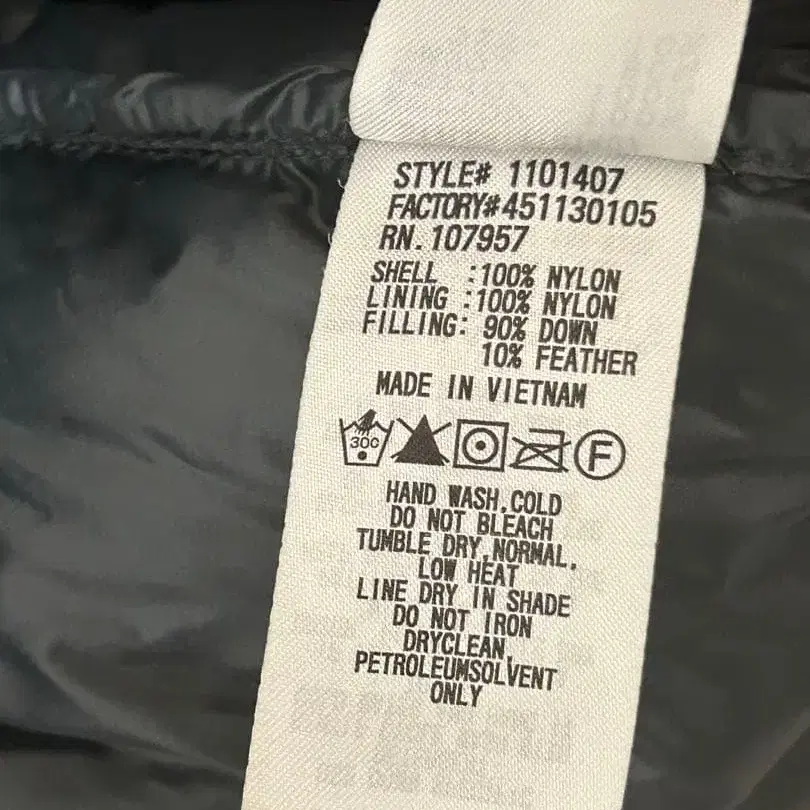 STYLE# 1101407
FACTORY#451130105
RN. 107957
SHELL :100% NYLON
LINING :100% NYLON
FILLING: 90% DOWN
10% FEATHER
MADE IN VIETNAM
30C
F
HAND WASH,COLD
DO NOT BLEACH
TUMBLE DRY,NORMAL,
LOW HEAT
LINE DRY IN SHADE
DO NOT IRON
DRYCLEAN,
PETROLEUMSOLVENT
ONLY